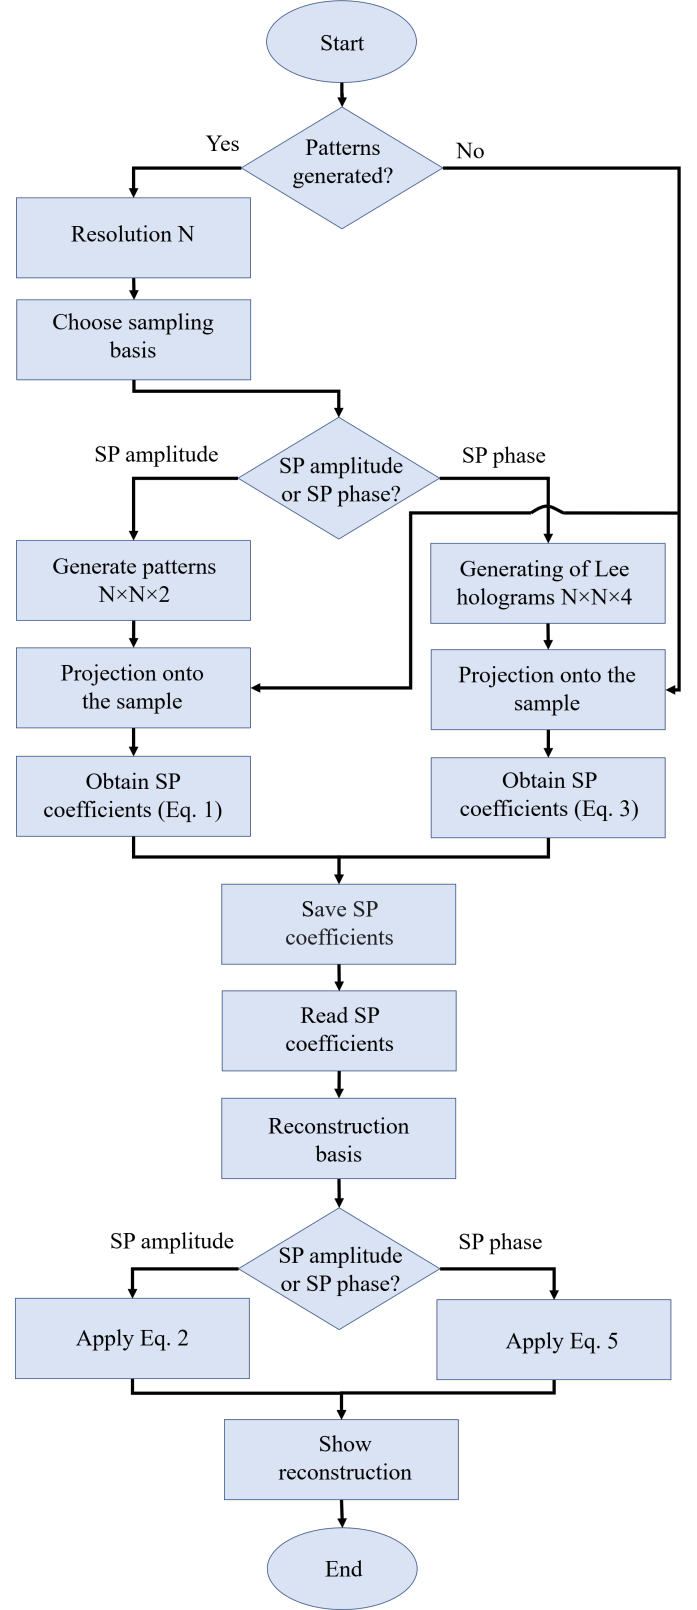 Start
Patterns
generated?
Yes
No
Resolution N
Choose sampling
basis
SP amplitude
or SP phase?
SP amplitude
SP phase
Generate patterns
N×N×2
Generating of Lee
holograms N×N×4
Projection onto
the sample
Projection onto the
sample
Obtain SP
coefficients (Eq. 1)
Obtain SP
coefficients (Eq. 3)
Save SP
coefficients
Read SP
coefficients
Reconstruction
basis
SP amplitude
or SP phase?
SP amplitude
SP phase
Apply Eq. 2
Apply Eq. 5
Show
reconstruction
End